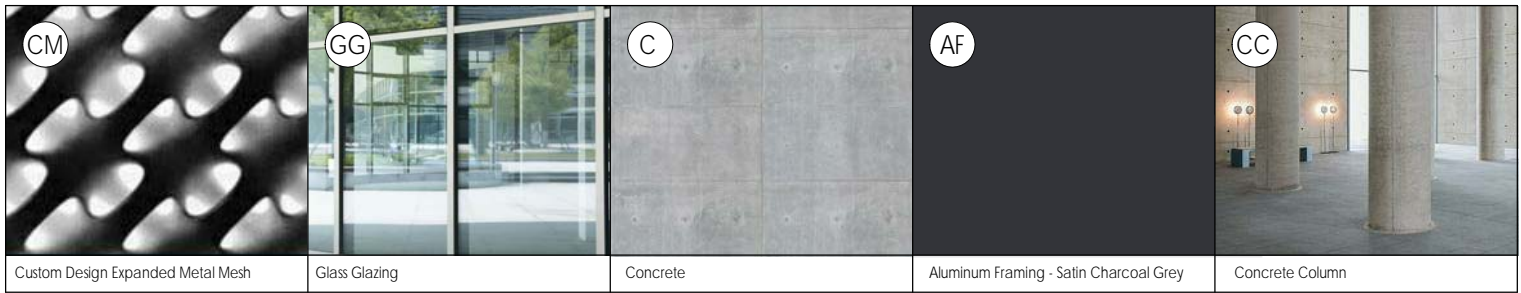 CM
GG
C
AF
CC
Custom Design Expanded Metal Mesh
Glass Glazing
Concrete
Aluminum Framing - Satin Charcoal Grey
Concrete Column